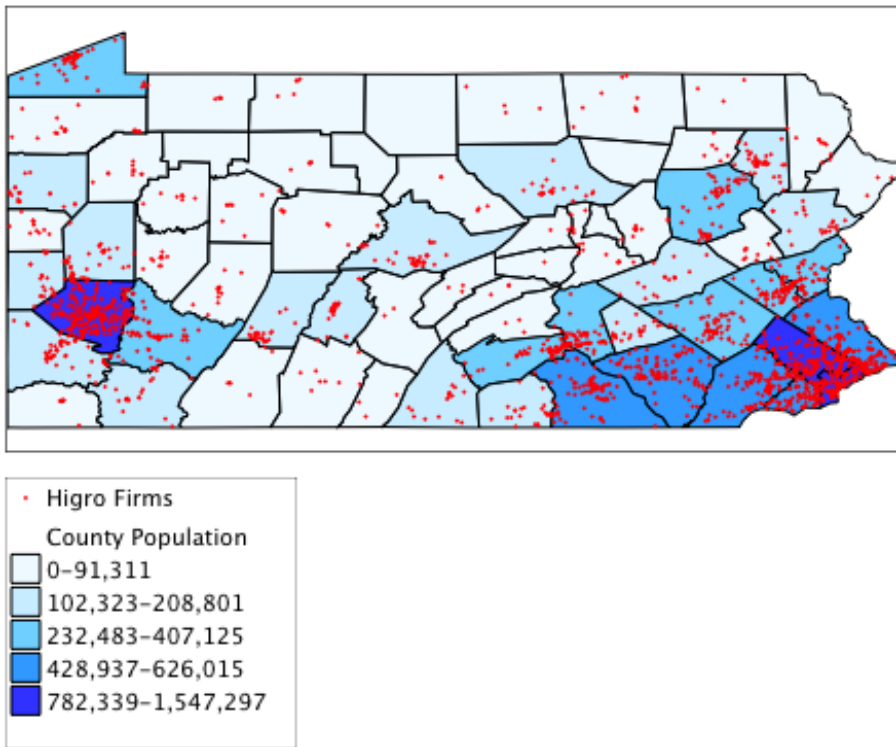 Higro Firms
County Population
0–91,311
102,323–208,801
232,483–407,125
428,937–626,015
782,339–1,547,297